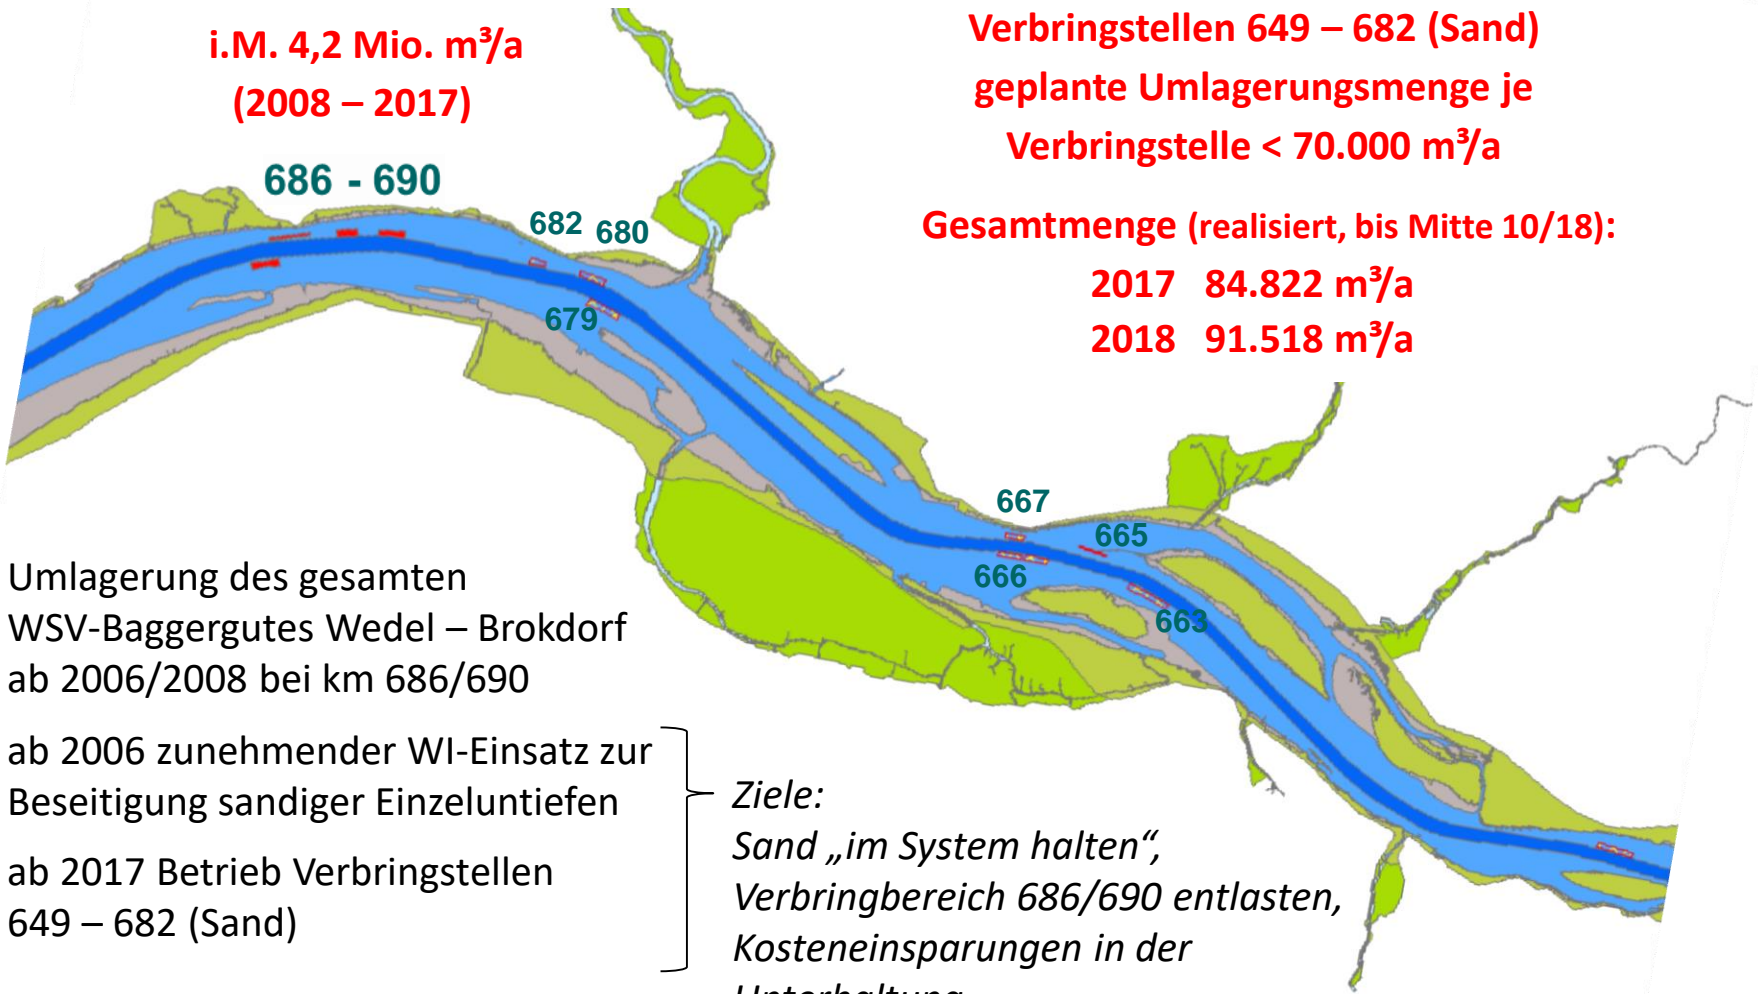 i.M. 4,2 Mio. m³/a
(2008 – 2017)
Verbringstellen 649 – 682 (Sand)
geplante Umlagerungsmenge je
Verbringstelle < 70.000 m³/a
Gesamtmenge (realisiert, bis Mitte 10/18):
2017 84.822 m³/a
2018 91.518 m³/a
686 - 690
682 680
679
667
665
666
663
Umlagerung des gesamten
WSV-Baggergutes Wedel – Brokdorf
ab 2006/2008 bei km 686/690
ab 2006 zunehmender WI-Einsatz zur
Beseitigung sandiger Einzeluntiefen
ab 2017 Betrieb Verbringstellen
649 – 682 (Sand)
Ziele:
Sand „im System halten“,
Verbringbereich 686/690 entlasten,
Kosteneinsparungen in der
Unterhaltung